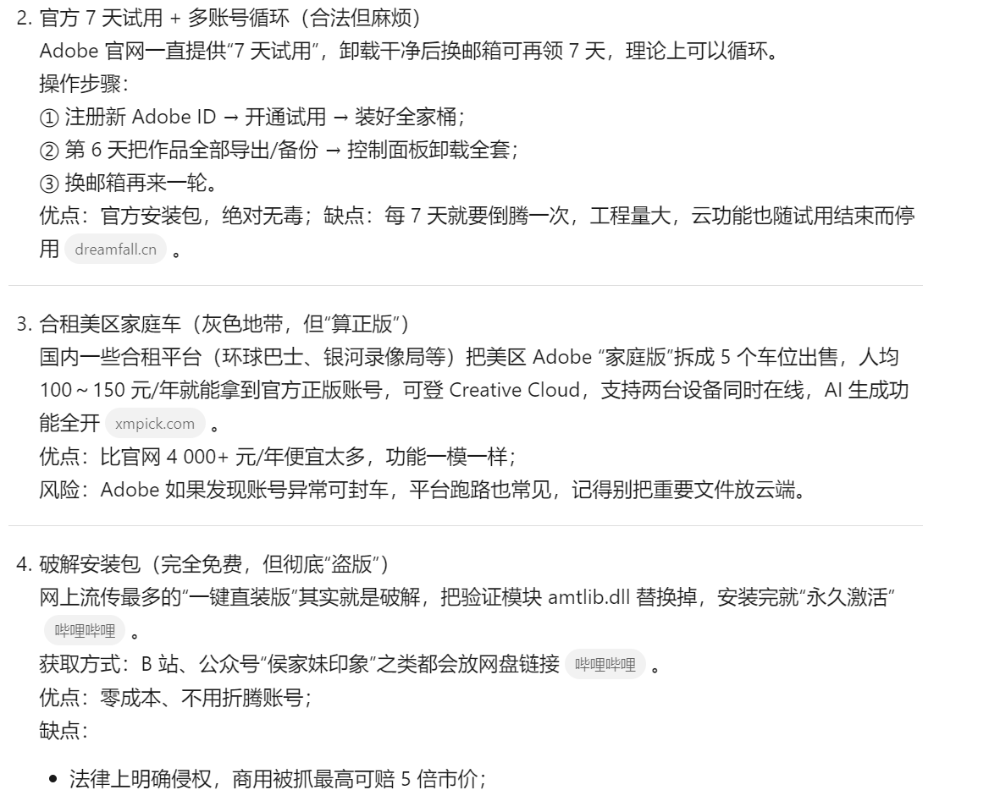 2. 官方 7 天试用 + 多账号循环（合法但麻烦）
Adobe 官网一直提供“7 天试用”，卸载干净后换邮箱可再领 7 天，理论上可以循环。
操作步骤：
① 注册新 Adobe ID → 开通试用 → 装好全家桶；
② 第 6 天把作品全部导出/备份 → 控制面板卸载全套；
③ 换邮箱再来一轮。
优点：官方安装包，绝对无毒；缺点：每 7 天就要倒腾一次，工程量大，云功能也随试用结束而停
用 dreamfall.cn 。
3. 合租美区家庭车（灰色地带，但“算正版”）
国内一些合租平台（环球巴士、银河录像局等）把美区 Adobe “家庭版”拆成 5 个车位出售，人均
100～150 元/年就能拿到官方正版账号，可登 Creative Cloud，支持两台设备同时在线，AI 生成功
能全开 xmpick.com 。
优点：比官网 4 000+ 元/年便宜太多，功能一模一样；
风险：Adobe 如果发现账号异常可封车，平台跑路也常见，记得别把重要文件放云端。
4. 破解安装包（完全免费，但彻底“盗版”）
网上流传最多的“一键直装版”其实就是破解，把验证模块 amtlib.dll 替换掉，安装完就“永久激活”
哔哩哔哩 。
获取方式：B 站、公众号“侯家妹印象”之类都会放网盘链接 哔哩哔哩 。
优点：零成本、不用折腾账号；
缺点：
• 法律上明确侵权，商用被抓最高可赔 5 倍市价；